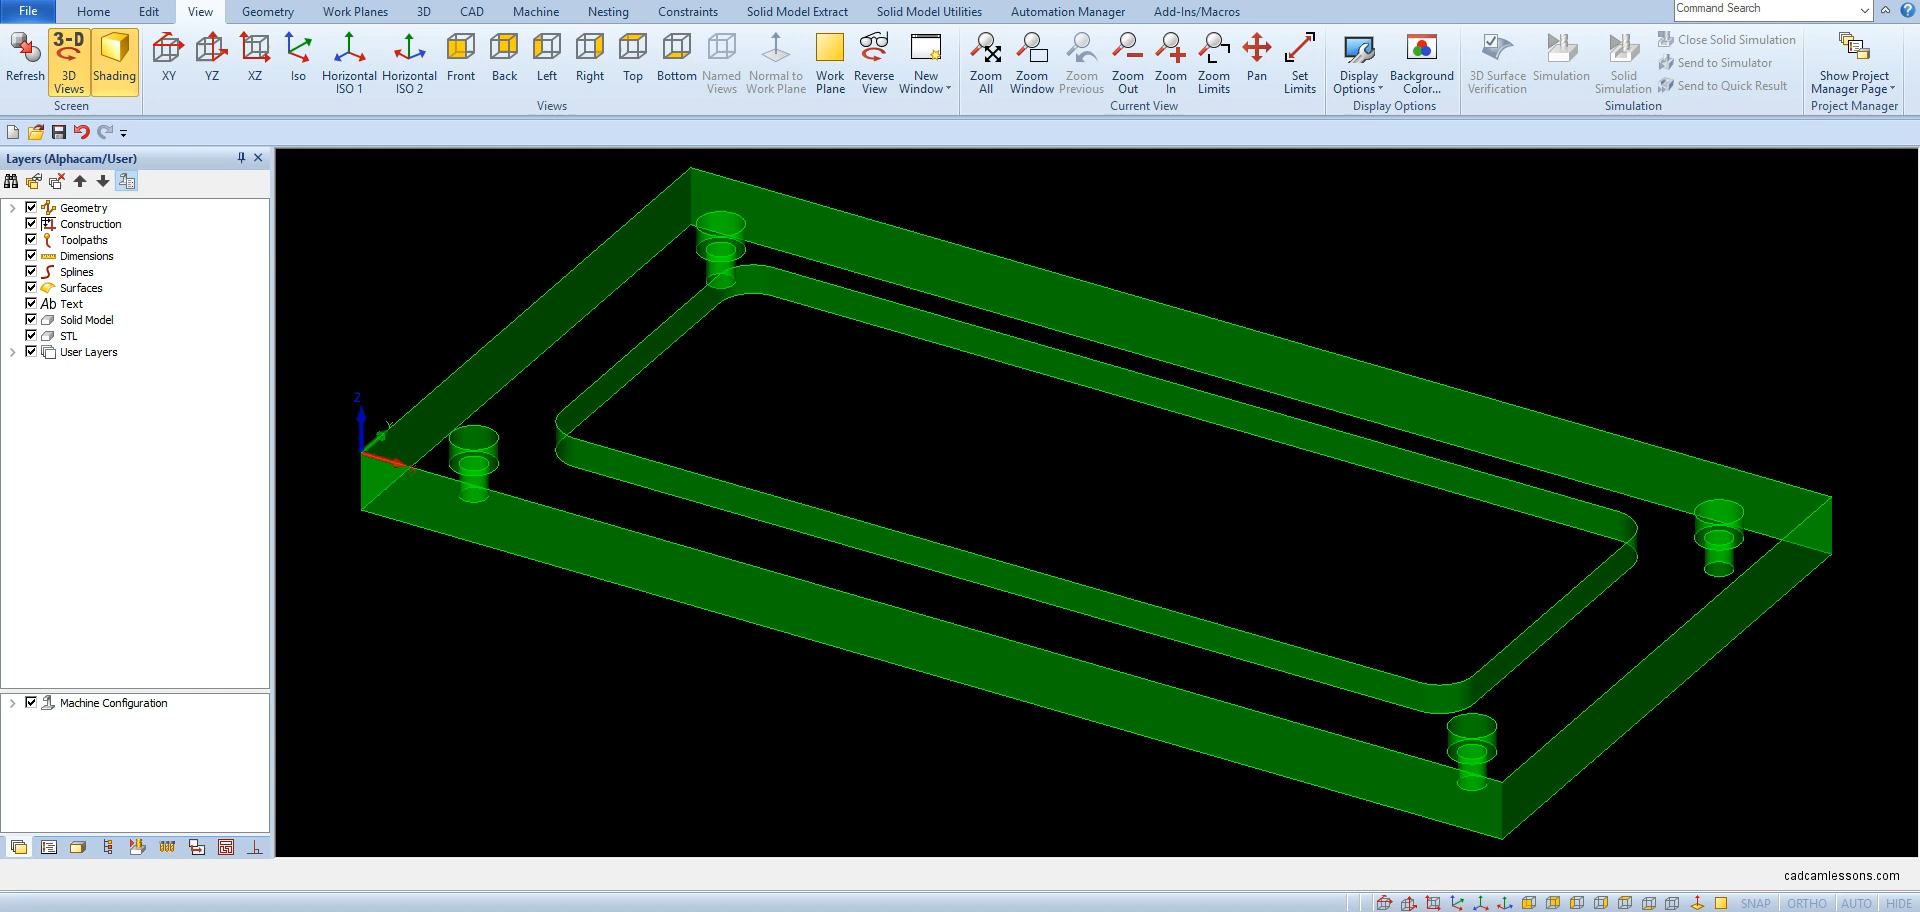 File Home Edit View Geometry Work Planes 3D CAD Machine Nesting Constraints Solid Model Extract Solid Model Utilities Automation Manager Add-Ins/Macros Command Search
3-D
Refresh 3D Views Shading XY YZ XZ Iso Horizontal ISO 1 Horizontal ISO 2 Front Back Left Right Top Bottom Named Views Normal to Work Plane Work Plane Reverse View New Window Zoom All Zoom Window Zoom Previous Zoom Out Zoom In Zoom Limits Pan Set Limits Display Options Background Color... 3D Surface Verification Simulation Solid Simulation
Close Solid Simulation
Send to Simulator
Send to Quick Result
Show Project Manager Page
Screen Views Current View Display Options Simulation Project Manager
Layers (Alphacam/User)
Geometry
Construction
Toolpaths
Dimensions
Splines
Surfaces
Ab Text
Solid Model
STL
User Layers
Z
Y
X
Machine Configuration
cadcamlessons.com
SNAP ORTHO AUTO HIDE